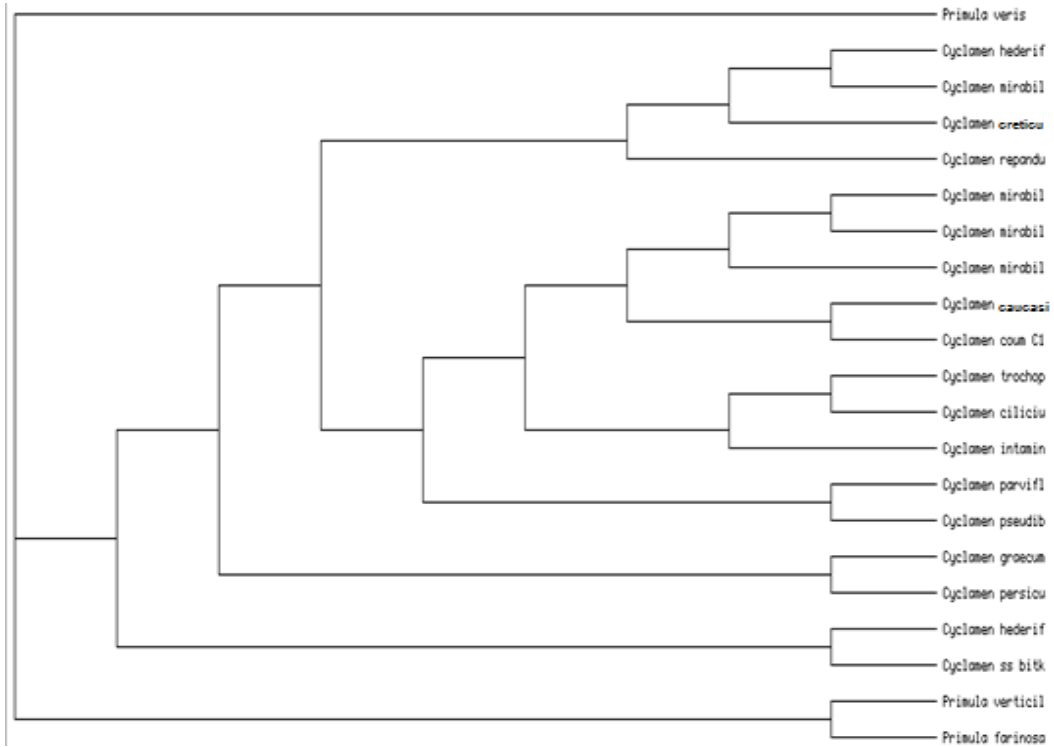 Primula veris
Cyclamen hederif
Cyclamen mirabil
Cyclamen creticu
Cyclamen repandu
Cyclamen mirabil
Cyclamen mirabil
Cyclamen mirabil
Cyclamen caucasi
Cyclamen coum C1
Cyclamen trochop
Cyclamen ciliciu
Cyclamen intamin
Cyclamen parvifl
Cyclamen pseudib
Cyclamen graecum
Cyclamen persicu
Cyclamen hederif
Cyclamen ss bitk
Primula verticil
Primula farinosa